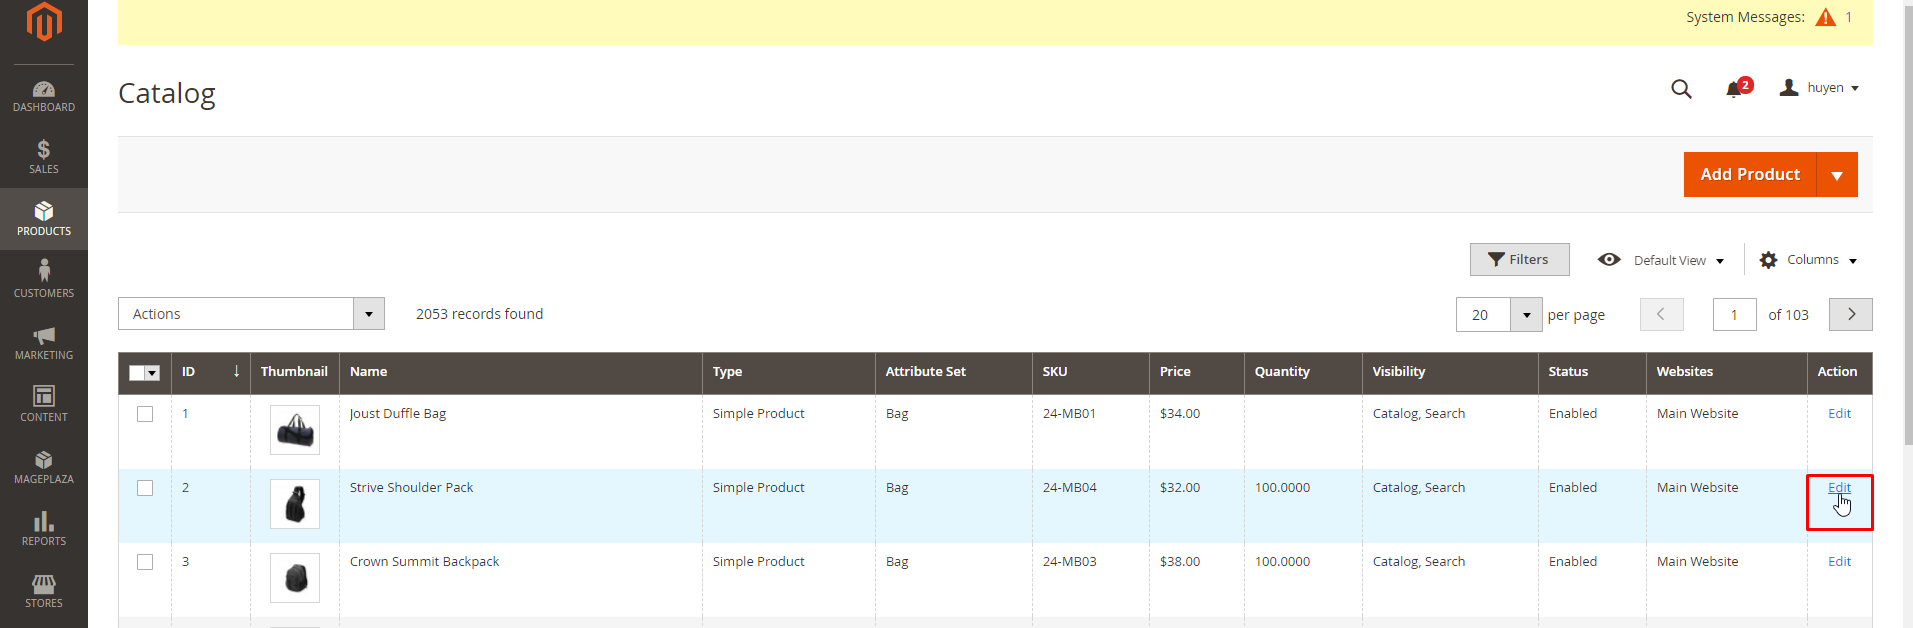 System Messages: 1
Catalog
2
huyen
DASHBOARD
SALES
PRODUCTS
CUSTOMERS
MARKETING
CONTENT
MAGEPLAZA
REPORTS
STORES
Add Product
Filters
Default View
Columns
Actions
2053 records found
20 per page
1 of 103
ID ↓ Thumbnail Name Type Attribute Set SKU Price Quantity Visibility Status Websites Action
1 Joust Duffle Bag Simple Product Bag 24-MB01 $34.00 Catalog, Search Enabled Main Website Edit
2 Strive Shoulder Pack Simple Product Bag 24-MB04 $32.00 100.0000 Catalog, Search Enabled Main Website Edit
3 Crown Summit Backpack Simple Product Bag 24-MB03 $38.00 100.0000 Catalog, Search Enabled Main Website Edit